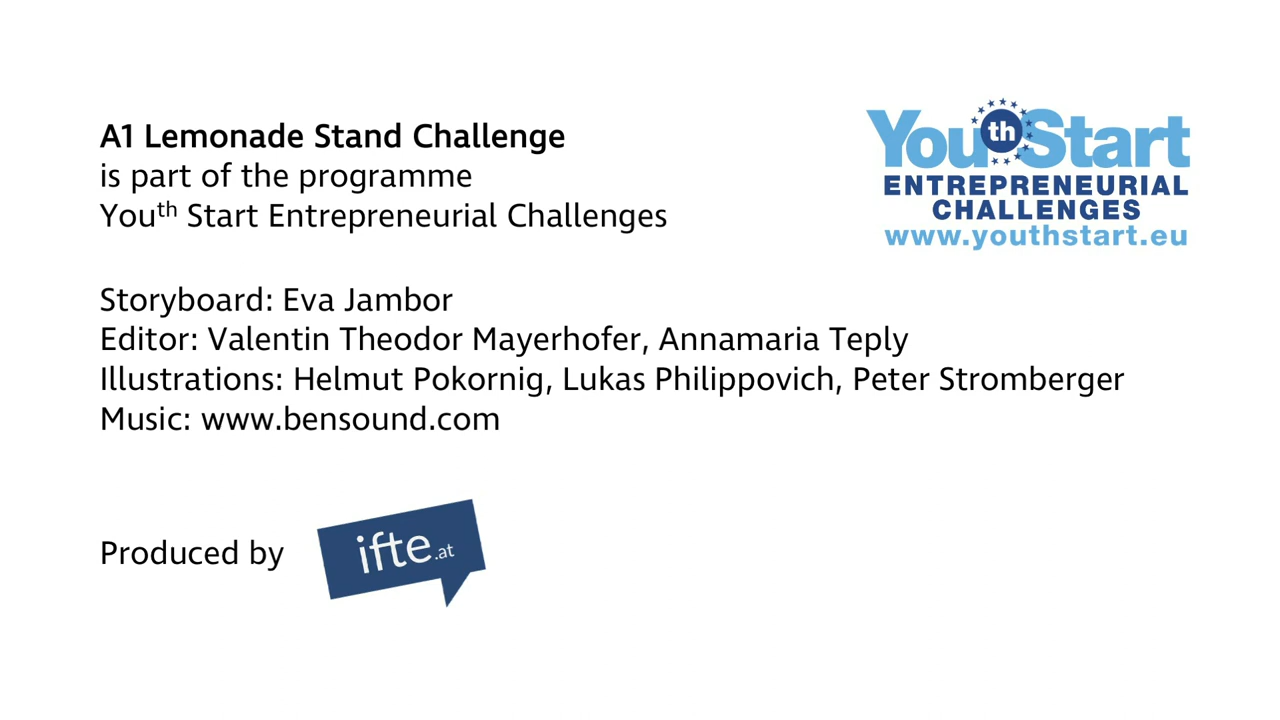 A1 Lemonade Stand Challenge
is part of the programme
Youth Start Entrepreneurial Challenges
YouthStart
ENTREPRENEURIAL
CHALLENGES
www.youthstart.eu
Storyboard: Eva Jambor
Editor: Valentin Theodor Mayerhofer, Annamaria Teply
Illustrations: Helmut Pokornig, Lukas Philippovich, Peter Stromberger
Music: www.bensound.com
Produced by
ifte.at